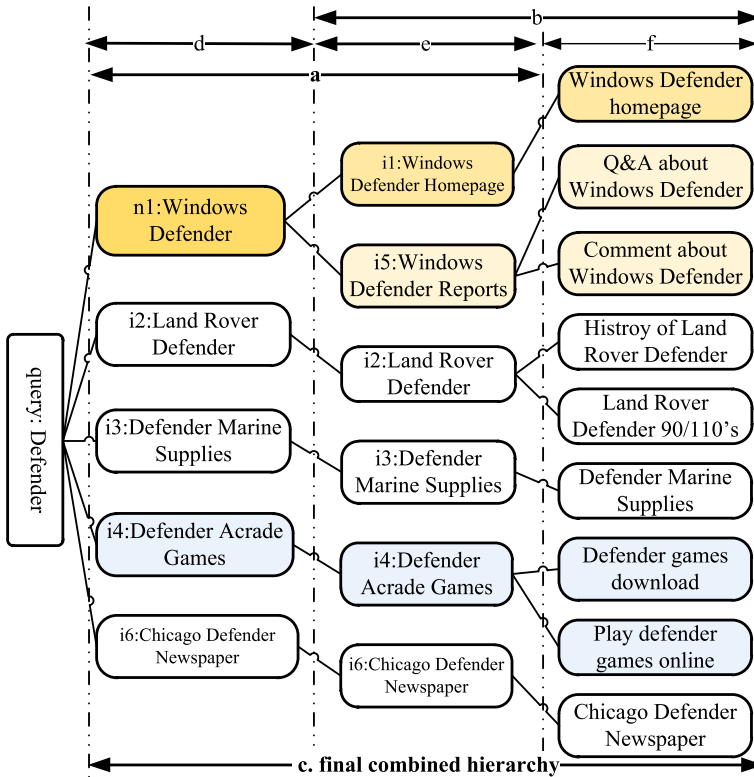 b
d
e
f
a
Windows Defender
homepage
i1:Windows
Defender Homepage
Q&A about
Windows Defender
n1:Windows
Defender
i5:Windows
Defender Reports
Comment about
Windows Defender
i2:Land Rover
Defender
Histroy of Land
Rover Defender
query: Defender
i2:Land Rover
Defender
Land Rover
Defender 90/110's
i3:Defender Marine
Supplies
i3:Defender
Marine Supplies
Defender Marine
Supplies
i4:Defender Acrade
Games
i4:Defender
Acrade Games
Defender games
download
Play defender
games online
i6:Chicago Defender
Newspaper
i6:Chicago Defender
Newspaper
Chicago Defender
Newspaper
c. final combined hierarchy